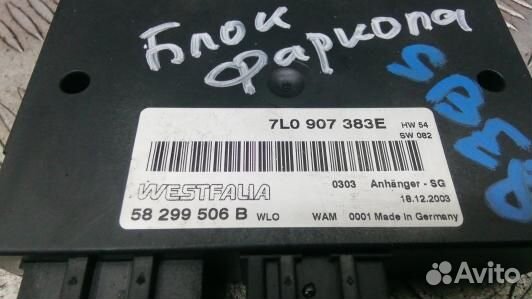 Блок
Фаркопа
7L0 907 383E
HW 54
SW 082
WESTFALIA
0303 Anhänger - SG
18.12.2003
58 299 506 B WLO WAM 0001 Made in Germany
Avito